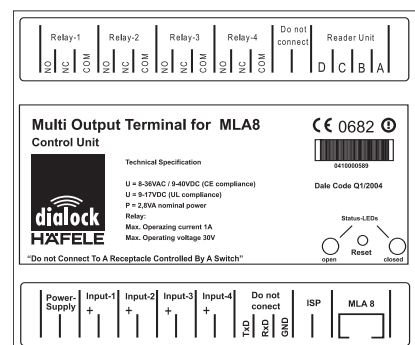 Relay-1 Relay-2 Relay-3 Relay-4 Do not connect Reader Unit
NO NC COM NO NC COM NO NC COM NO NC COM D C B A
Multi Output Terminal for MLA8
Control Unit
CE 0682
0410000589
Technical Specification
U = 8-36VAC / 9-40VDC (CE compliance)
U = 9-17VDC (UL compliance)
P = 2,8VA nominal power
Relay:
Max. Operazing current 1A
Max. Operating voltage 30V
Dale Code Q1/2004
dialock
HÄFELE
Status-LEDs
open Reset closed
"Do not Connect To A Receptacle Controlled By A Switch"
Power-Supply Input-1 Input-2 Input-3 Input-4 Do not conect ISP MLA 8
+ + + + TxD RxD GND